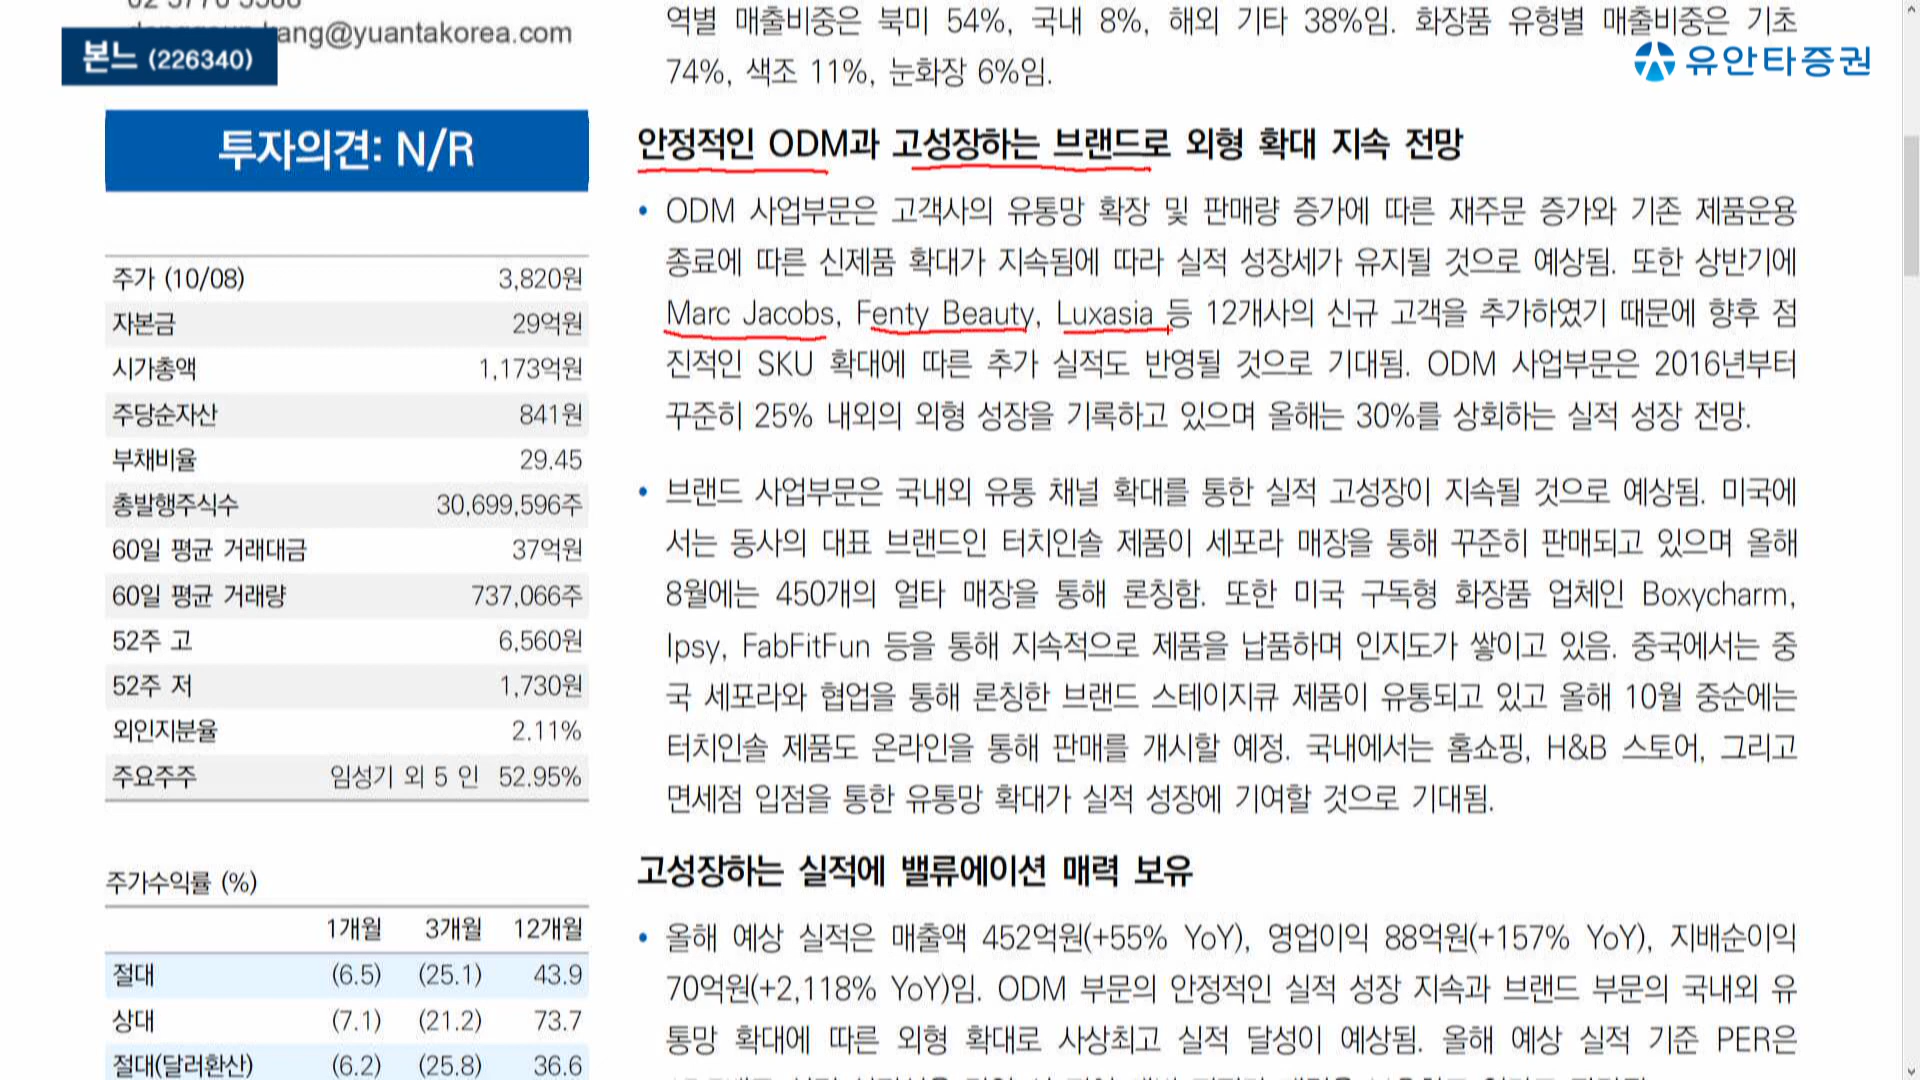 본느 (226340)
ang@yuantakorea.com
투자의견: N/R
주가 (10/08) 3,820원
자본금 29억원
시가총액 1,173억원
주당순자산 841원
부채비율 29.45
총발행주식수 30,699,596주
60일 평균 거래대금 37억원
60일 평균 거래량 737,066주
52주 고 6,560원
52주 저 1,730원
외인지분율 2.11%
주요주주 임성기 외 5 인 52.95%
주가수익률 (%)
1개월 3개월 12개월
절대 (6.5) (25.1) 43.9
상대 (7.1) (21.2) 73.7
절대(달러환산) (6.2) (25.8) 36.6
유안타증권
역별 매출비중은 북미 54%, 국내 8%, 해외 기타 38%임. 화장품 유형별 매출비중은 기초
74%, 색조 11%, 눈화장 6%임.
안정적인 ODM과 고성장하는 브랜드로 외형 확대 지속 전망
• ODM 사업부문은 고객사의 유통망 확장 및 판매량 증가에 따른 재주문 증가와 기존 제품운용
종료에 따른 신제품 확대가 지속됨에 따라 실적 성장세가 유지될 것으로 예상됨. 또한 상반기에
Marc Jacobs, Fenty Beauty, Luxasia 등 12개사의 신규 고객을 추가하였기 때문에 향후 점
진적인 SKU 확대에 따른 추가 실적도 반영될 것으로 기대됨. ODM 사업부문은 2016년부터
꾸준히 25% 내외의 외형 성장을 기록하고 있으며 올해는 30%를 상회하는 실적 성장 전망.
• 브랜드 사업부문은 국내외 유통 채널 확대를 통한 실적 고성장이 지속될 것으로 예상됨. 미국에
서는 동사의 대표 브랜드인 터치인솔 제품이 세포라 매장을 통해 꾸준히 판매되고 있으며 올해
8월에는 450개의 얼타 매장을 통해 론칭함. 또한 미국 구독형 화장품 업체인 Boxycharm,
Ipsy, FabFitFun 등을 통해 지속적으로 제품을 납품하며 인지도가 쌓이고 있음. 중국에서는 중
국 세포라와 협업을 통해 론칭한 브랜드 스테이지큐 제품이 유통되고 있고 올해 10월 중순에는
터치인솔 제품도 온라인을 통해 판매를 개시할 예정. 국내에서는 홈쇼핑, H&B 스토어, 그리고
면세점 입점을 통한 유통망 확대가 실적 성장에 기여할 것으로 기대됨.
고성장하는 실적에 밸류에이션 매력 보유
• 올해 예상 실적은 매출액 452억원(+55% YoY), 영업이익 88억원(+157% YoY), 지배순이익
70억원(+2,118% YoY)임. ODM 부문의 안정적인 실적 성장 지속과 브랜드 부문의 국내외 유
통망 확대에 따른 외형 확대로 사상최고 실적 달성이 예상됨. 올해 예상 실적 기준 PER은